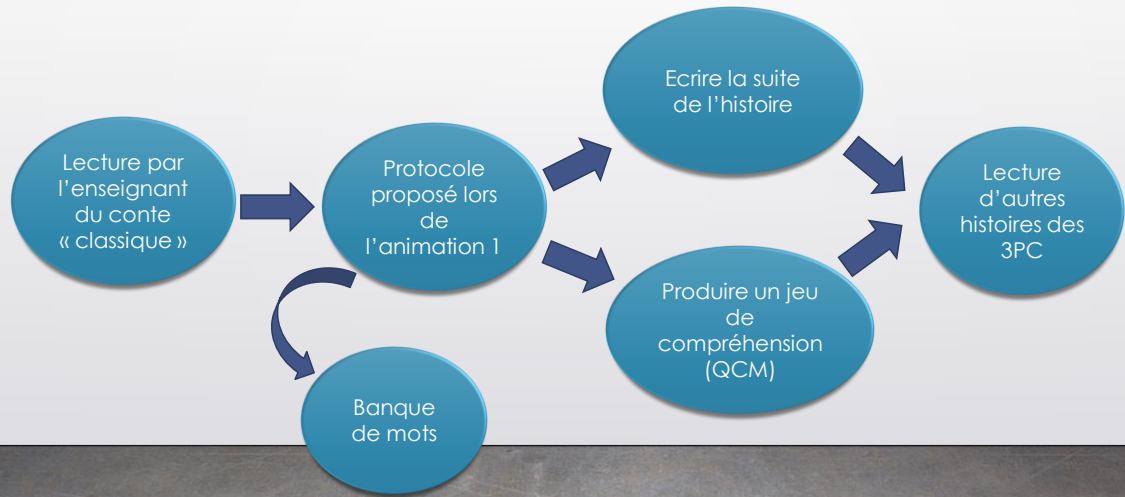 Lecture par
l’enseignant
du conte
« classique »
Protocole
proposé lors
de
l’animation 1
Banque
de mots
Ecrire la suite
de l’histoire
Produire un jeu
de
compréhension
(QCM)
Lecture
d’autres
histoires des
3PC